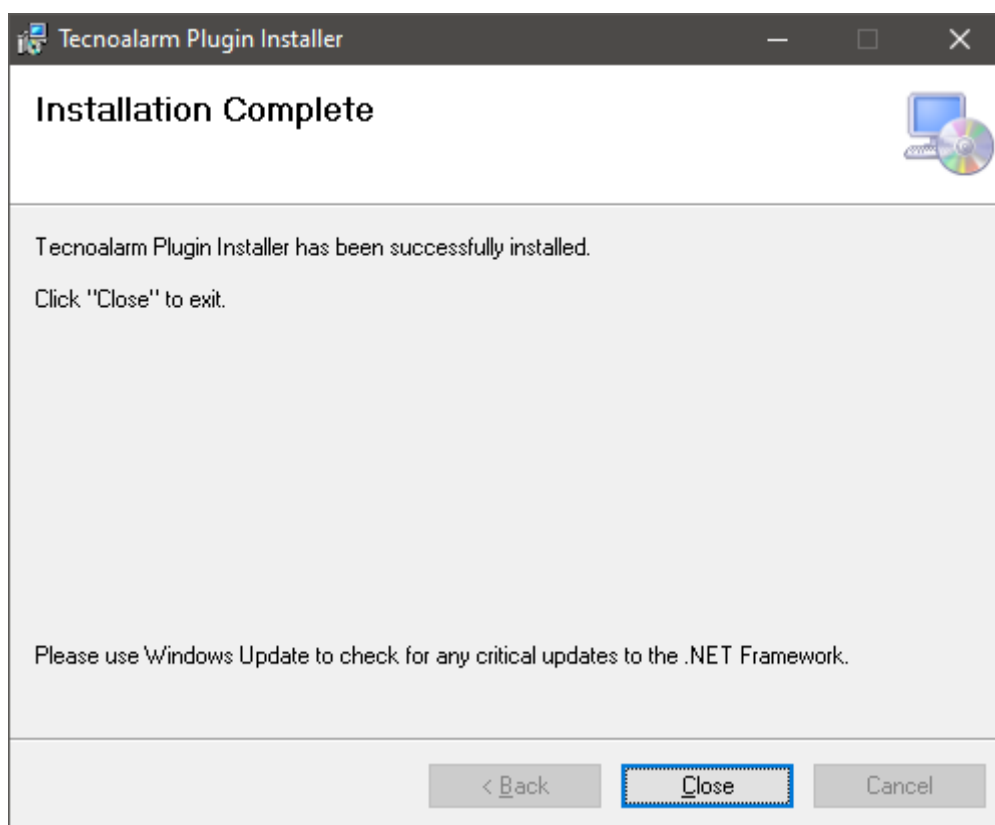 Tecnoalarm Plugin Installer
Installation Complete
Tecnoalarm Plugin Installer has been successfully installed.
Click "Close" to exit.
Please use Windows Update to check for any critical updates to the .NET Framework.
< Back
Close
Cancel